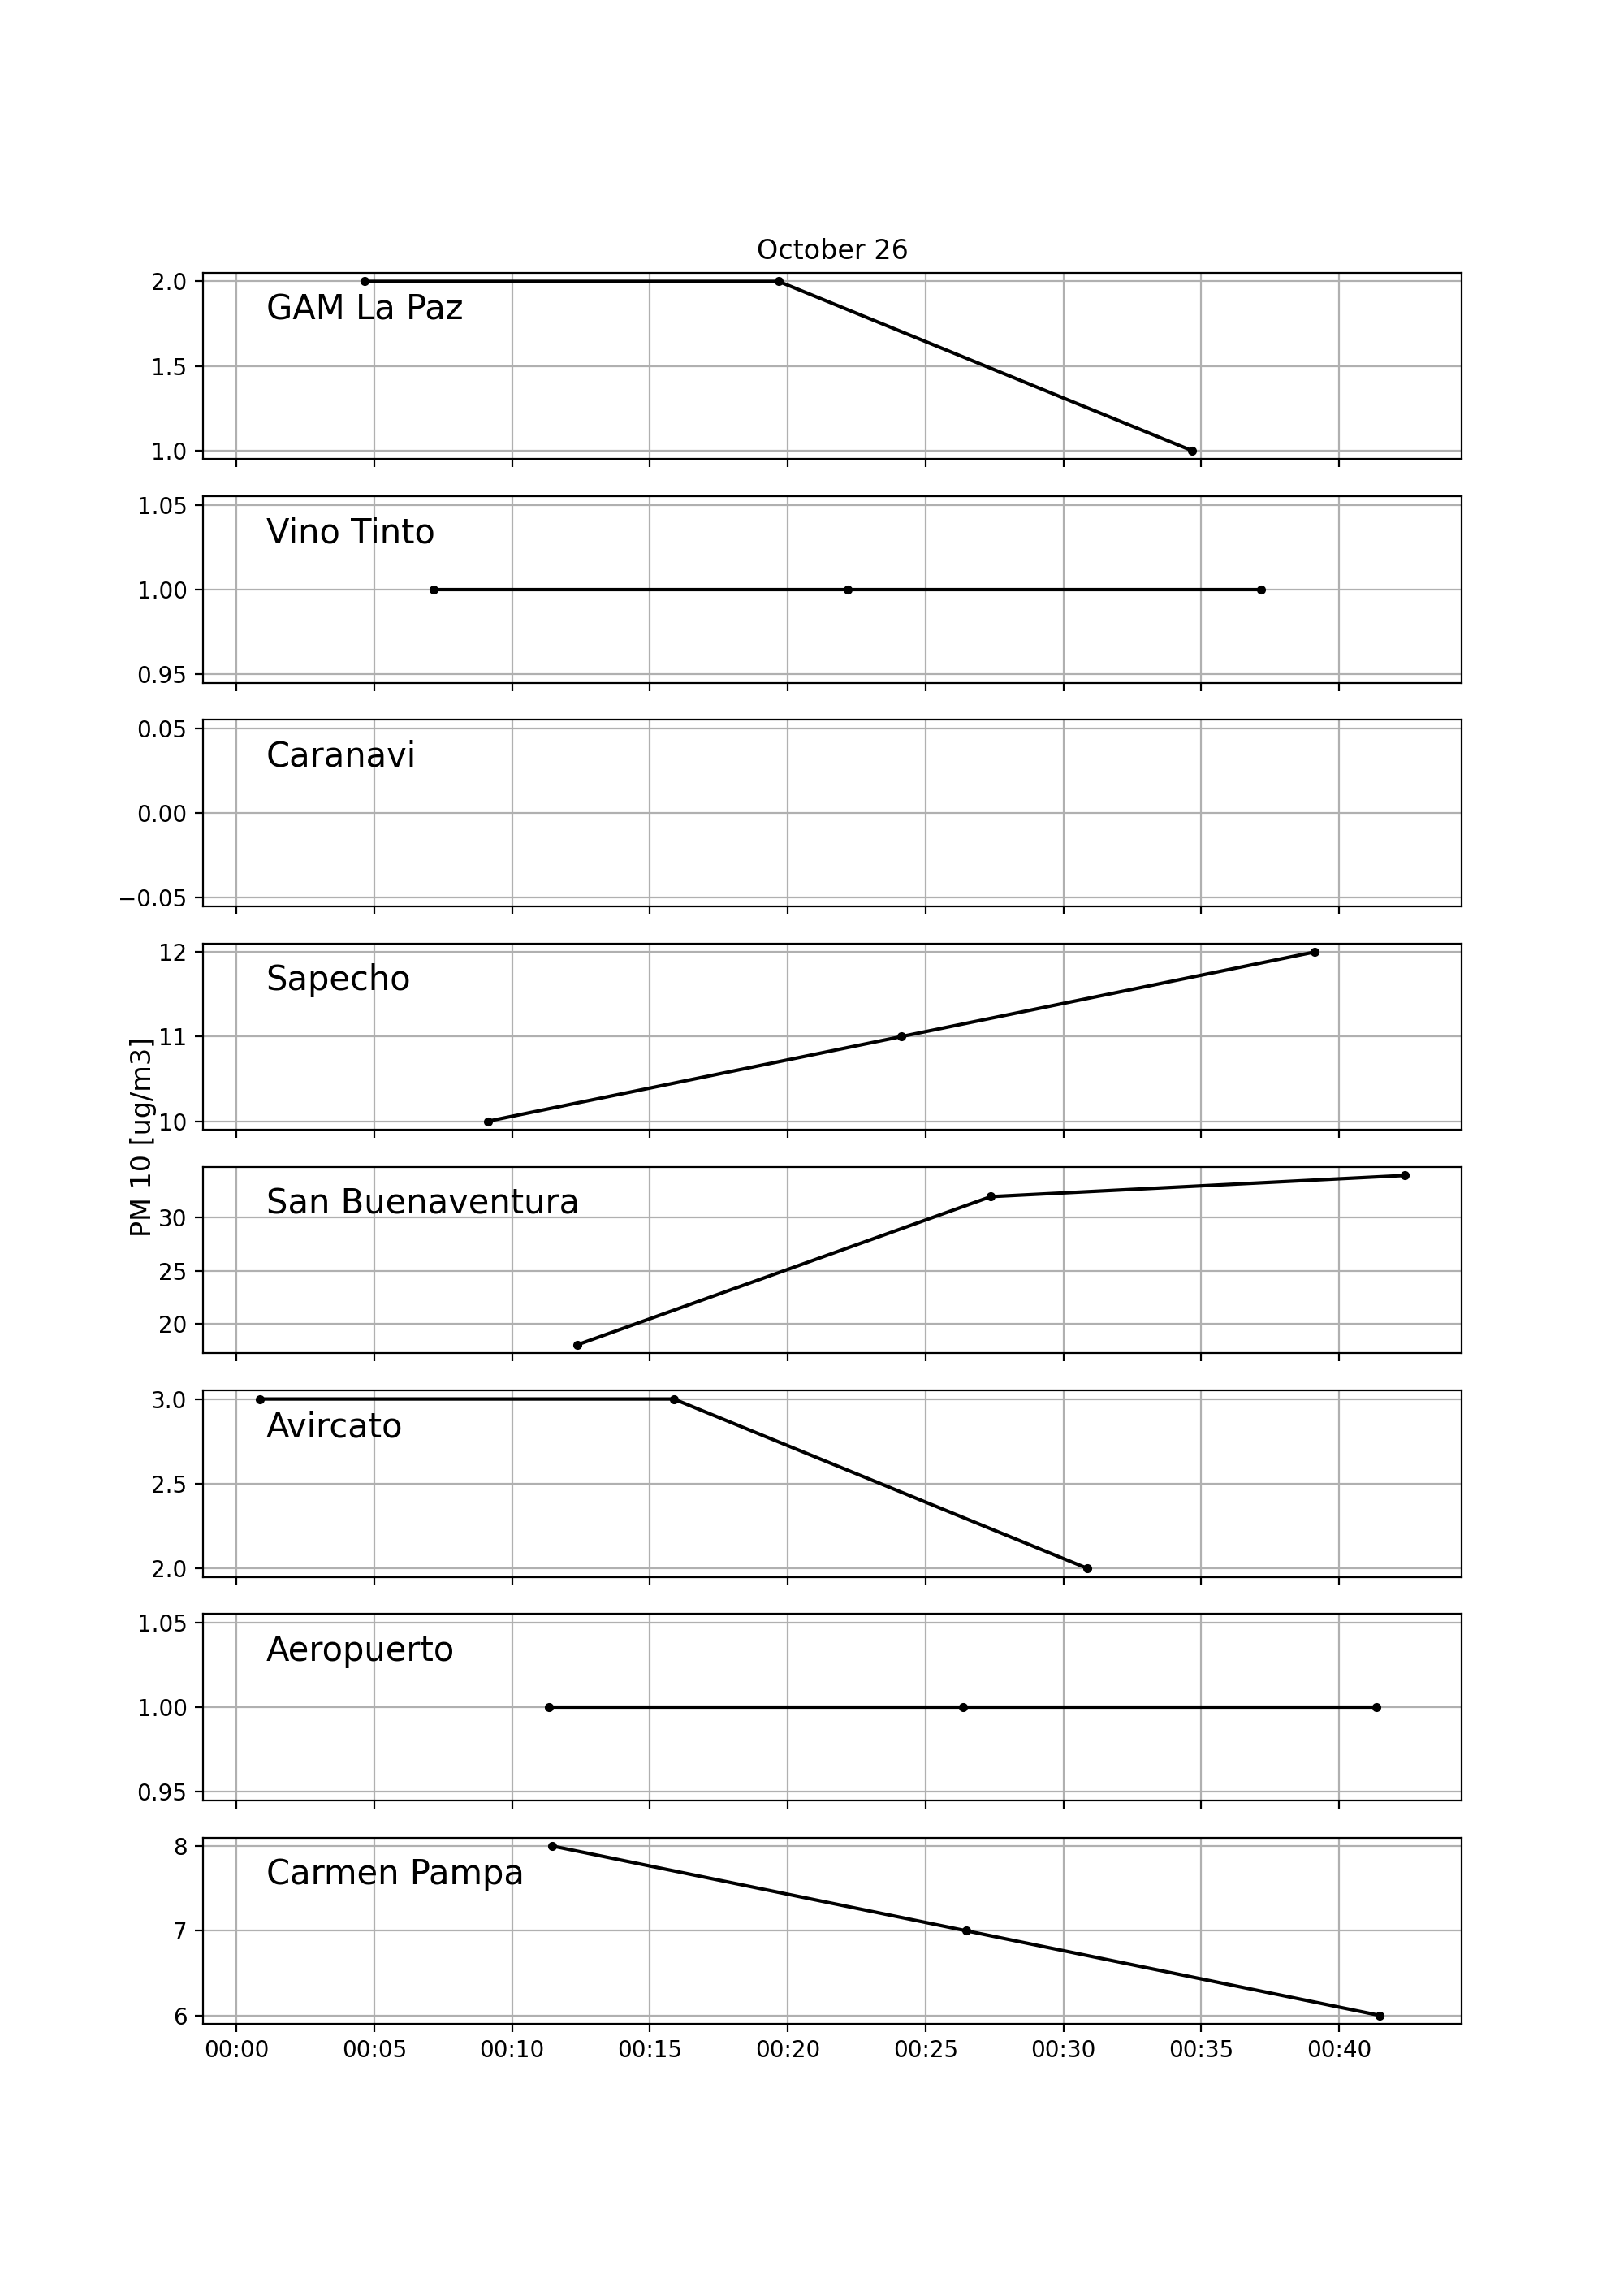 October 26
2.0
GAM La Paz
1.5
1.0
1.05
Vino Tinto
1.00
0.95
0.05
Caranavi
0.00
−0.05
12
Sapecho
11
10
PM 10 [ug/m3]
San Buenaventura
30
25
20
3.0
Avircato
2.5
2.0
1.05
Aeropuerto
1.00
0.95
8
Carmen Pampa
7
6
00:00 00:05 00:10 00:15 00:20 00:25 00:30 00:35 00:40